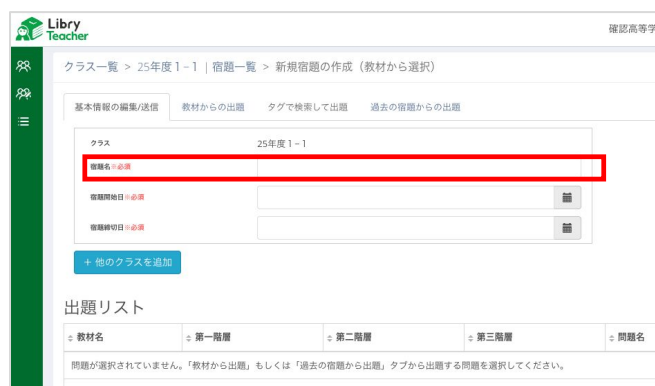 Libry
Teacher
確認高等学
クラス一覧 > 25年度1-1 | 宿題一覧 > 新規宿題の作成（教材から選択）
基本情報の編集/送信 教材からの出題 タグで検索して出題 過去の宿題からの出題
クラス 25年度1-1
宿題名※必須
宿題開始日※必須
宿題締切日※必須
+ 他のクラスを追加
出題リスト
教材名 第一階層 第二階層 第三階層 問題名
問題が選択されていません。「教材から出題」もしくは「過去の宿題から出題」タブから出題する問題を選択してください。